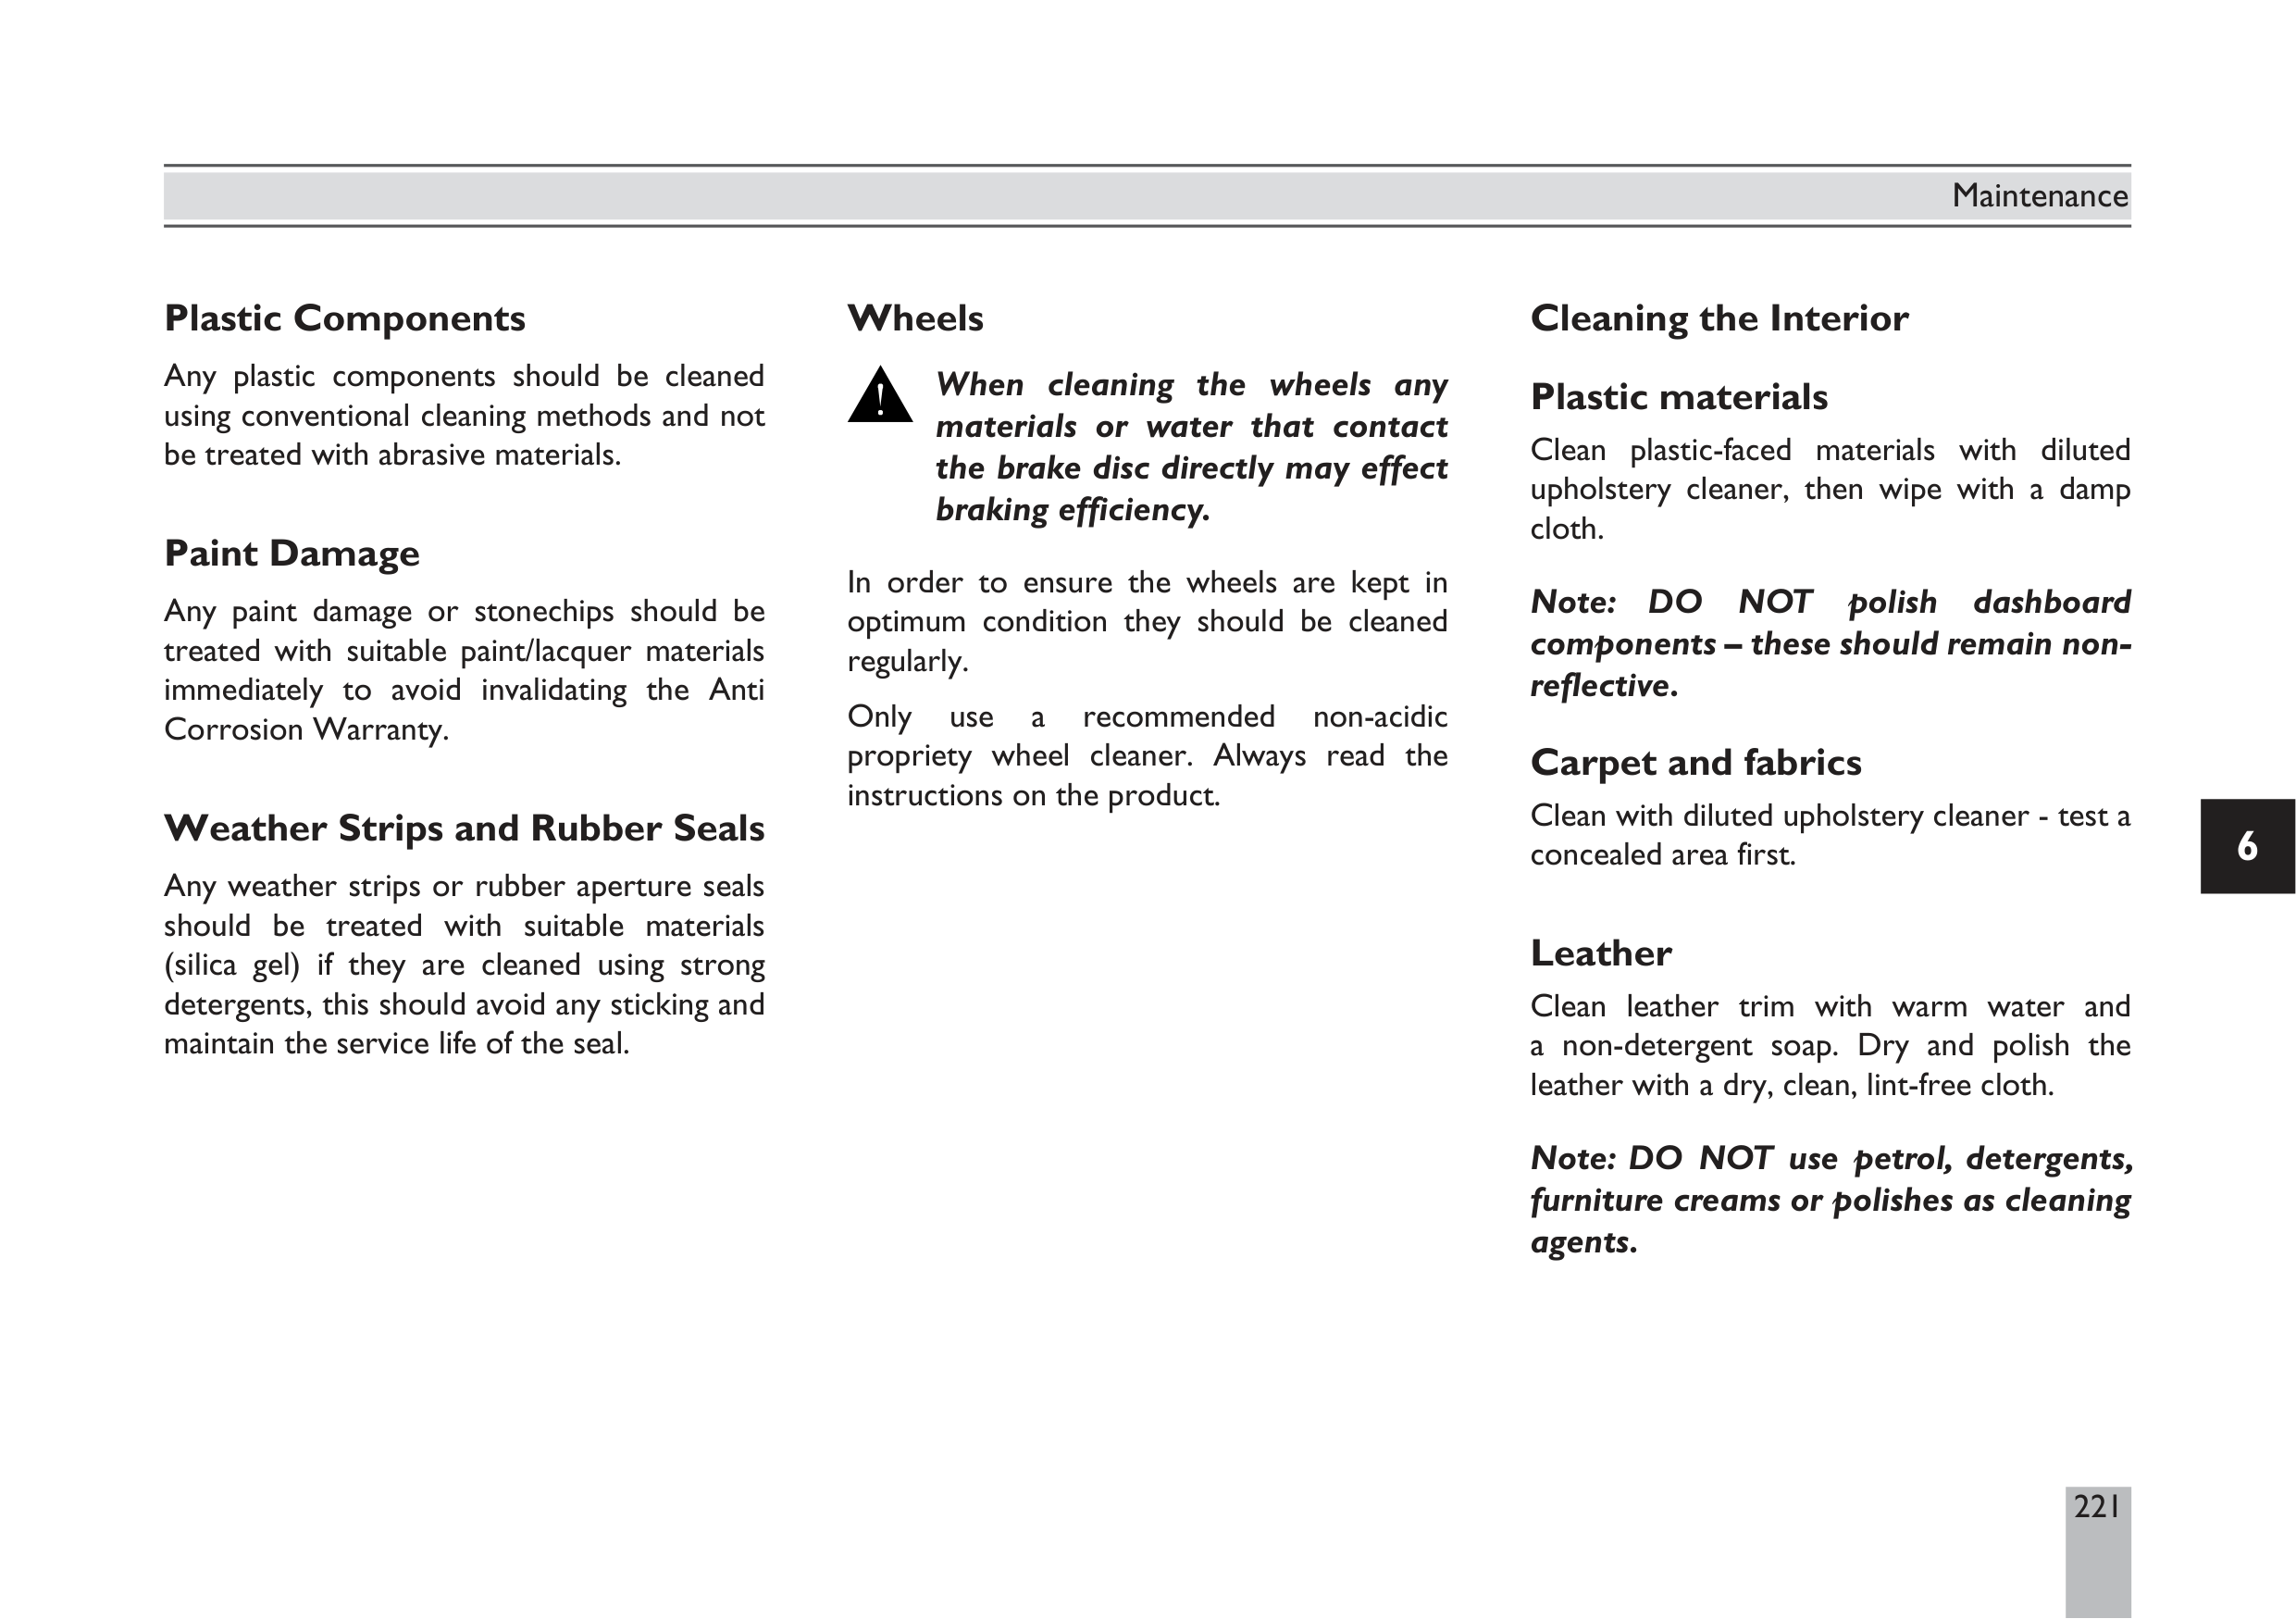 Maintenance
Plastic Components
Any plastic components should be cleaned
using conventional cleaning methods and not
be treated with abrasive materials.
Paint Damage
Any paint damage or stonechips should be
treated with suitable paint/lacquer materials
immediately to avoid invalidating the Anti
Corrosion Warranty.
Weather Strips and Rubber Seals
Any weather strips or rubber aperture seals
should be treated with suitable materials
(silica gel) if they are cleaned using strong
detergents, this should avoid any sticking and
maintain the service life of the seal.
Wheels
When cleaning the wheels any
materials or water that contact
the brake disc directly may effect
braking efficiency.
In order to ensure the wheels are kept in
optimum condition they should be cleaned
regularly.
Only use a recommended non-acidic
propriety wheel cleaner. Always read the
instructions on the product.
Cleaning the Interior
Plastic materials
Clean plastic-faced materials with diluted
upholstery cleaner, then wipe with a damp
cloth.
Note: DO NOT polish dashboard
components – these should remain non-
reflective.
Carpet and fabrics
Clean with diluted upholstery cleaner - test a
concealed area first.
Leather
Clean leather trim with warm water and
a non-detergent soap. Dry and polish the
leather with a dry, clean, lint-free cloth.
Note: DO NOT use petrol, detergents,
furniture creams or polishes as cleaning
agents.
6
221